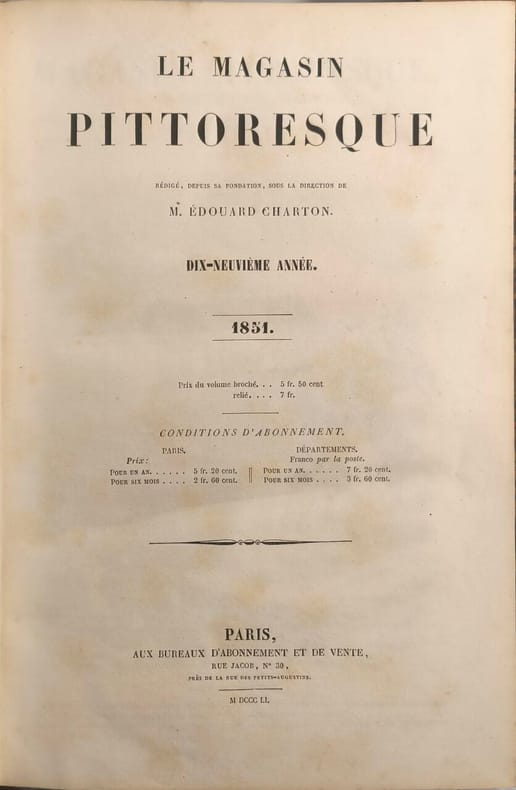 LE MAGASIN
PITTORESQUE
RÉDIGÉ, DEPUIS SA FONDATION, SOUS LA DIRECTION DE
M. ÉDOUARD CHARTON.
DIX-NEUVIÈME ANNÉE.
1851.
Prix du volume broché. . . 5 fr. 50 cent
relié. . . . 7 fr.
CONDITIONS D'ABONNEMENT.
PARIS.
Prix:
POUR UN AN. . . . . . 5 fr. 20 cent.
POUR SIX MOIS . . . . 2 fr. 60 cent.
DÉPARTEMENTS.
Franco par la poste.
POUR UN AN. . . . . . 7 fr. 20 cent.
POUR SIX MOIS . . . . 3 fr. 60 cent.
PARIS,
AUX BUREAUX D'ABONNEMENT ET DE VENTE,
RUE JACOB, N° 30,
PRÈS DE LA RUE DES PETITS-AUGUSTINS.
M DCCC LI.